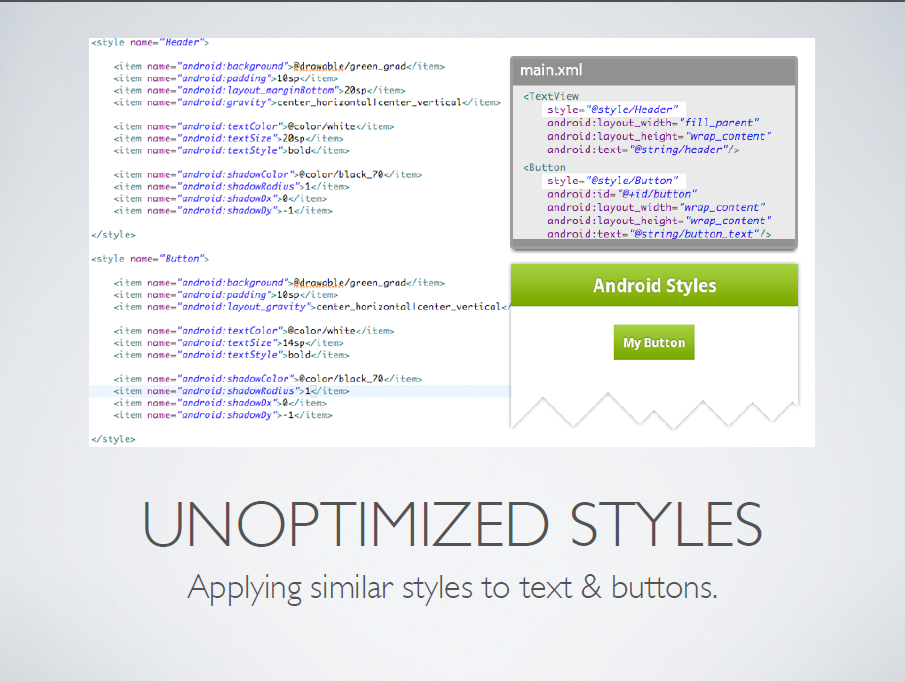 <style name="Header">
<item name="android:background">@drawable/green_grad</item>
<item name="android:padding">10sp</item>
<item name="android:layout_marginBottom">20sp</item>
<item name="android:gravity">center_horizontal|center_vertical</item>
<item name="android:textColor">@color/white</item>
<item name="android:textSize">20sp</item>
<item name="android:textStyle">bold</item>
<item name="android:shadowColor">@color/black_70</item>
<item name="android:shadowRadius">1</item>
<item name="android:shadowDx">0</item>
<item name="android:shadowDy">-1</item>
</style>
<style name="Button">
<item name="android:background">@drawable/green_grad</item>
<item name="android:padding">10sp</item>
<item name="android:layout_gravity">center_horizontal|center_vertical</
<item name="android:textColor">@color/white</item>
<item name="android:textSize">14sp</item>
<item name="android:textStyle">bold</item>
<item name="android:shadowColor">@color/black_70</item>
<item name="android:shadowRadius">1</item>
<item name="android:shadowDx">0</item>
<item name="android:shadowDy">-1</item>
</style>
main.xml
<TextView
style="@style/Header"
android:layout_width="fill_parent"
android:layout_height="wrap_content"
android:text="@string/header"/>
<Button
style="@style/Button"
android:id="@+id/button"
android:layout_width="wrap_content"
android:layout_height="wrap_content"
android:text="@string/button_text"/>
Android Styles
My Button
UNOPTIMIZED STYLES
Applying similar styles to text & buttons.